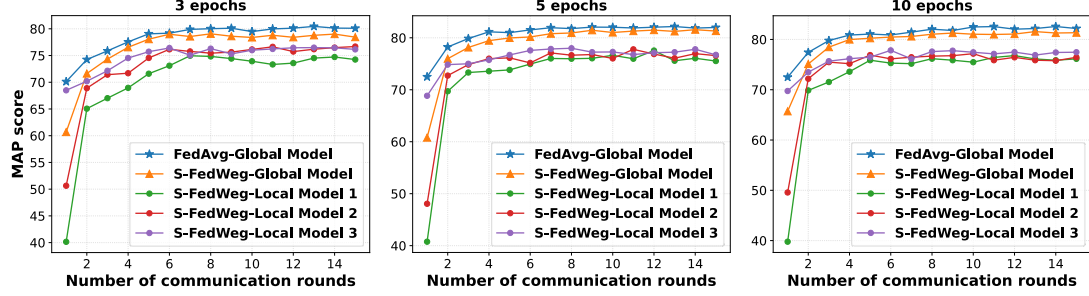 3 epochs
MAP score
80
75
70
65
60
55
50
45
40
FedAvg-Global Model
S-FedWeg-Global Model
S-FedWeg-Local Model 1
S-FedWeg-Local Model 2
S-FedWeg-Local Model 3
2 4 6 8 10 12 14
Number of communication rounds
5 epochs
80
70
60
50
40
FedAvg-Global Model
S-FedWeg-Global Model
S-FedWeg-Local Model 1
S-FedWeg-Local Model 2
S-FedWeg-Local Model 3
2 4 6 8 10 12 14
Number of communication rounds
10 epochs
80
70
60
50
40
FedAvg-Global Model
S-FedWeg-Global Model
S-FedWeg-Local Model 1
S-FedWeg-Local Model 2
S-FedWeg-Local Model 3
2 4 6 8 10 12 14
Number of communication rounds